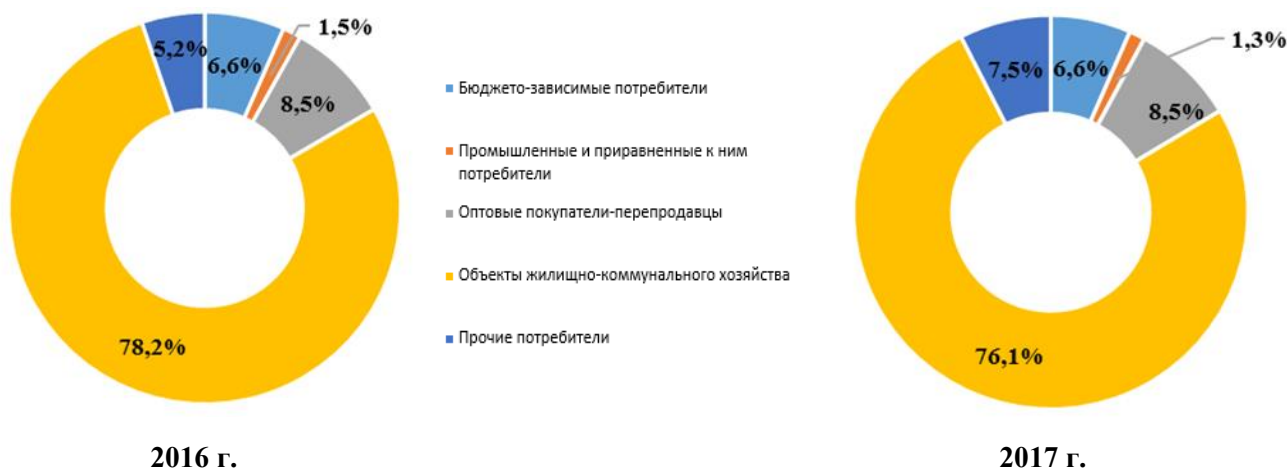 5,2%
6,6%
1,5%
8,5%
78,2%
Бюджето-зависимые потребители
Промышленные и приравненные к ним
потребители
Оптовые покупатели-перепродавцы
Объекты жилищно-коммунального хозяйства
Прочие потребители
7,5%
6,6%
1,3%
8,5%
76,1%
2016 г.
2017 г.